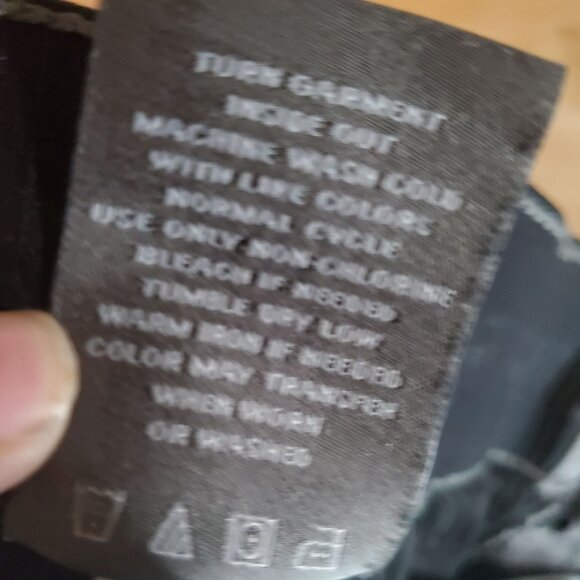 TURN GARMENT
INSIDE OUT
MACHINE WASH COLD
WITH LIKE COLORS
NORMAL CYCLE
USE ONLY NON-CHLORINE
BLEACH IF NEEDED
TUMBLE DRY LOW
WARM IRON IF NEEDED
COLOR MAY TRANSFER
WHEN WORN
OR WASHED